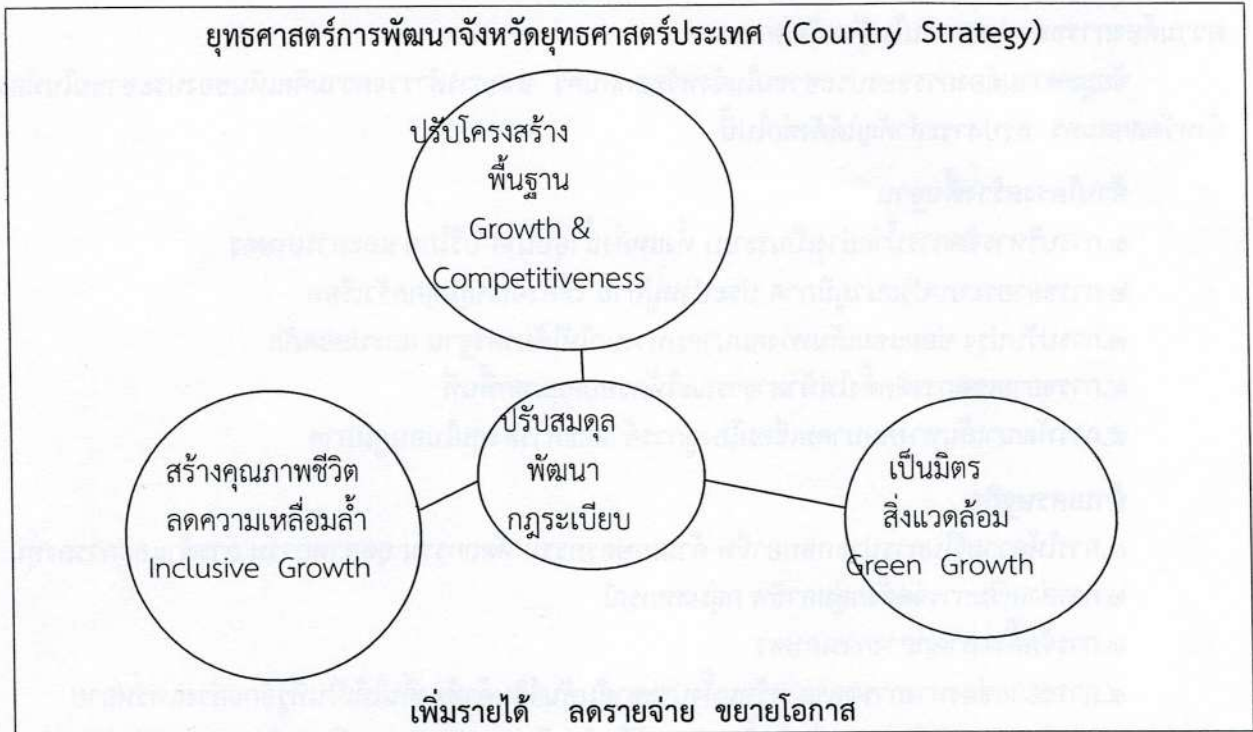 ยุทธศาสตร์การพัฒนาจังหวัดยุทธศาสตร์ประเทศ (Country Strategy)
ปรับโครงสร้าง
พื้นฐาน
Growth &
Competitiveness
ปรับสมดุล
พัฒนา
กฎระเบียบ
สร้างคุณภาพชีวิต
ลดความเหลื่อมล้ำ
Inclusive Growth
เป็นมิตร
สิ่งแวดล้อม
Green Growth
เพิ่มรายได้ ลดรายจ่าย ขยายโอกาส